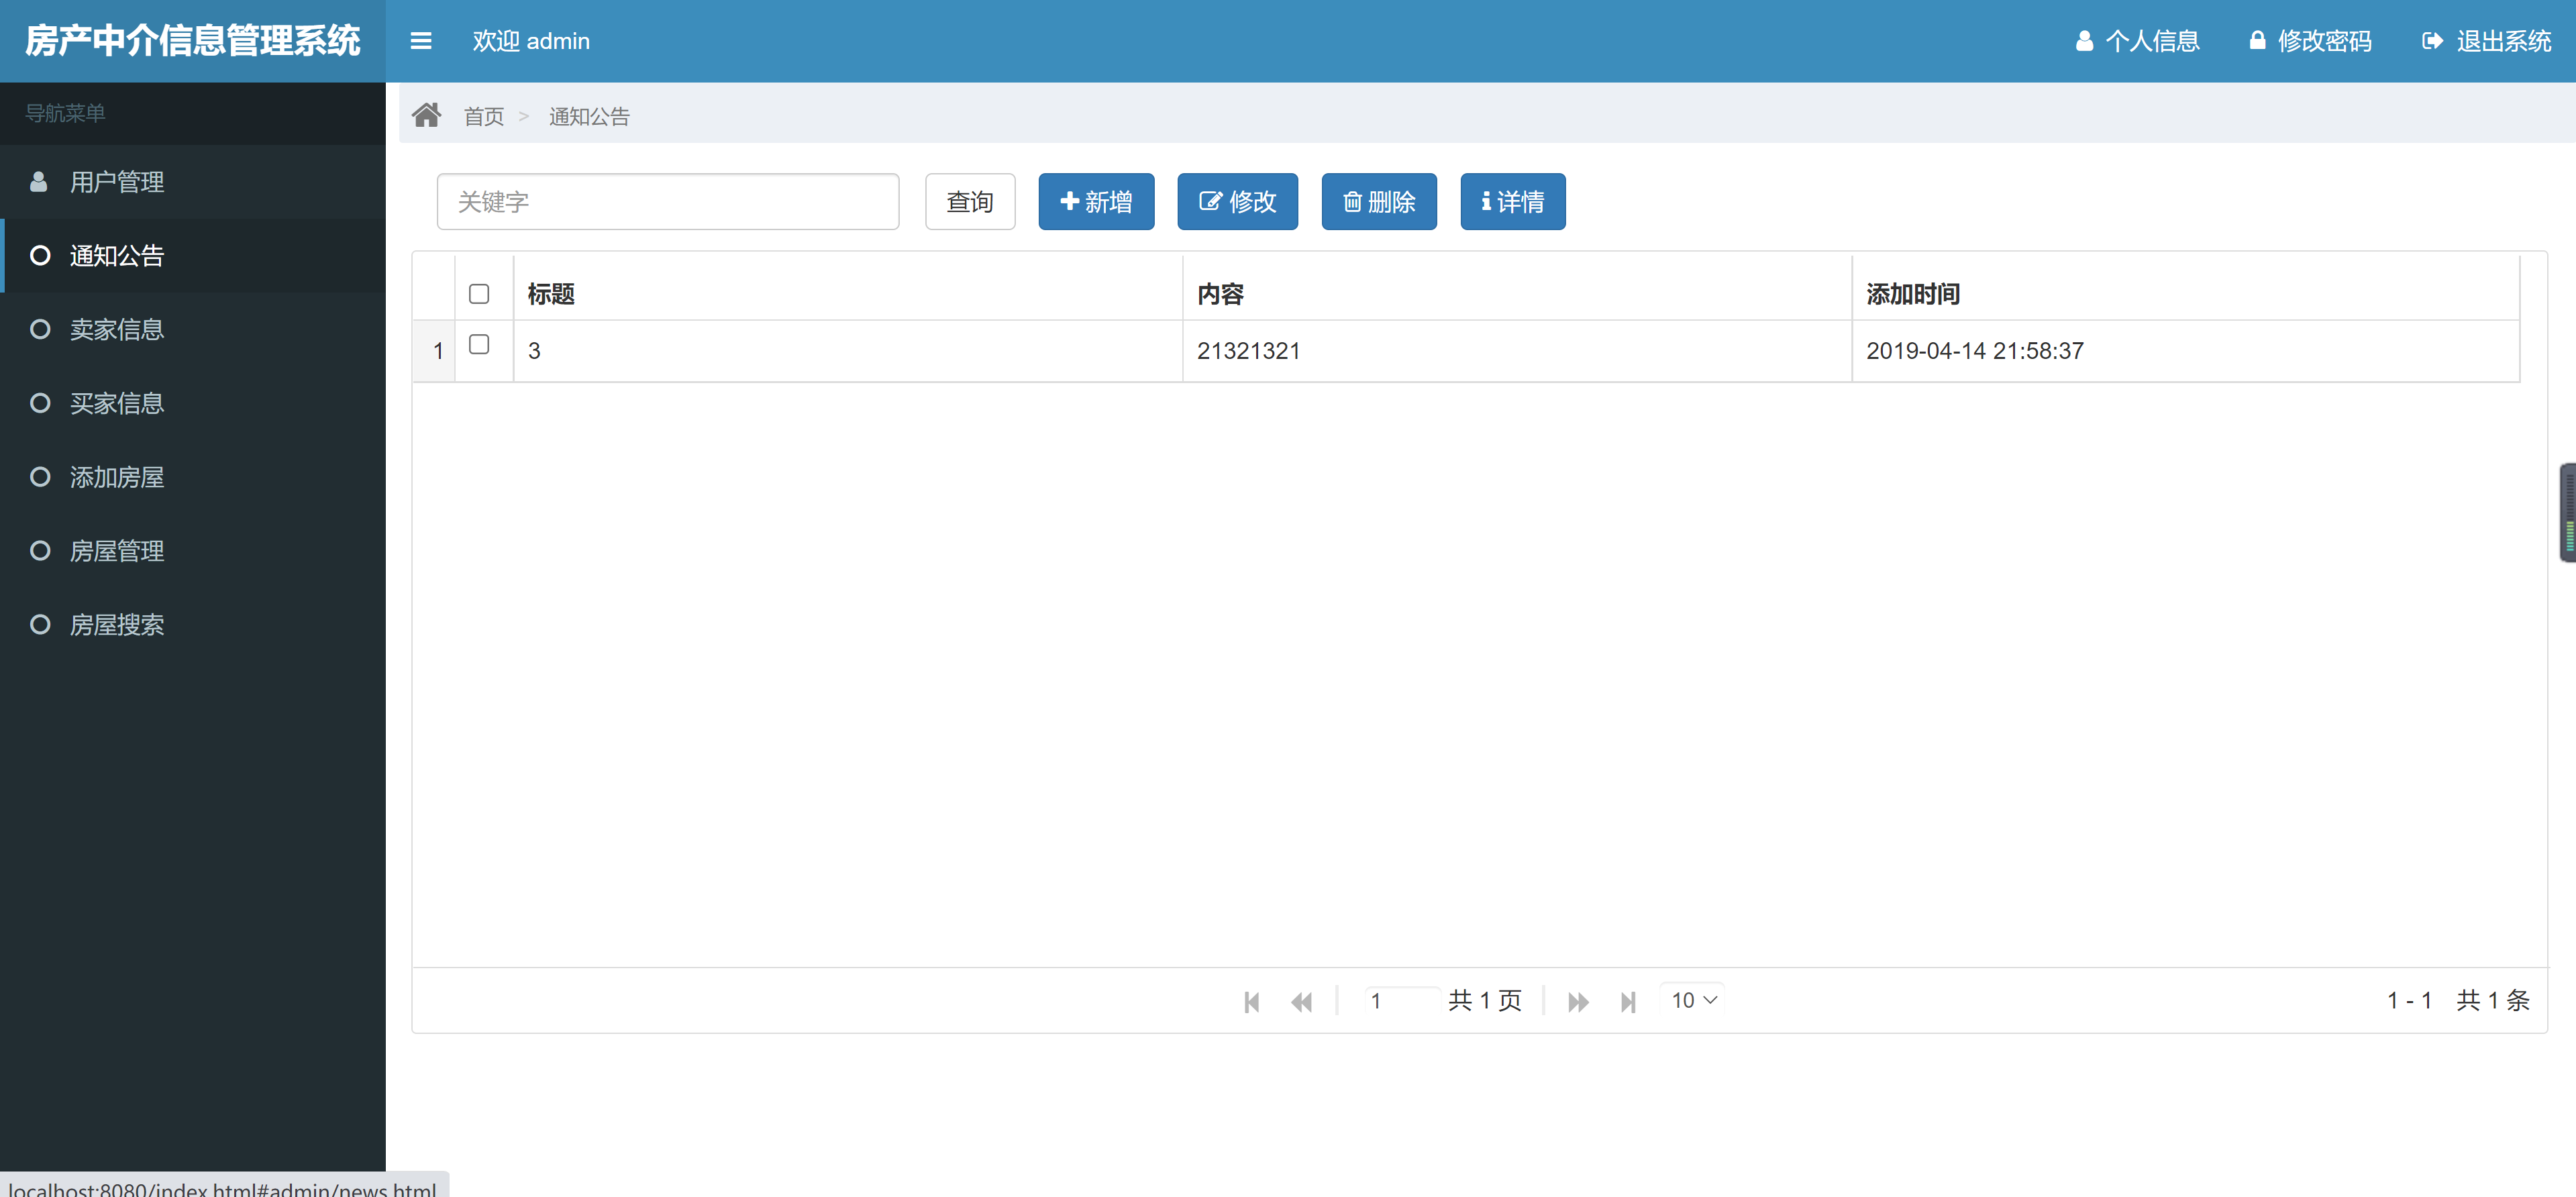 房产中介信息管理系统
欢迎 admin
个人信息
修改密码
退出系统
导航菜单
用户管理
通知公告
卖家信息
买家信息
添加房屋
房屋管理
房屋搜索
首页 > 通知公告
关键字
查询
新增
修改
删除
详情
标题 内容 添加时间
1 3 21321321 2019-04-14 21:58:37
1 共 1 页 10
1 - 1 共 1 条
localhost:8080/index.html#admin/news.html